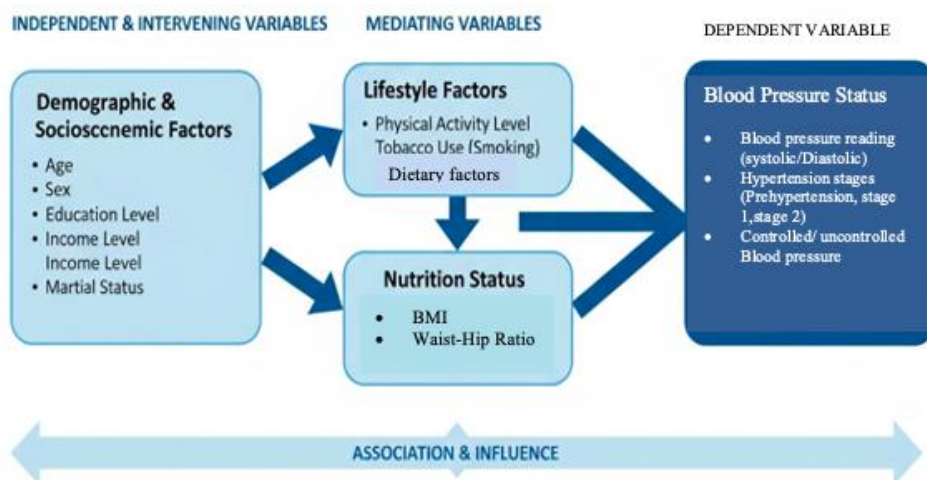 INDEPENDENT & INTERVENING VARIABLES
Demographic &
Sociosccnemic Factors
• Age
• Sex
• Education Level
• Income Level
Income Level
• Martial Status
MEDIATING VARIABLES
Lifestyle Factors
• Physical Activity Level
Tobacco Use (Smoking)
Dietary factors
Nutrition Status
• BMI
• Waist-Hip Ratio
DEPENDENT VARIABLE
Blood Pressure Status
• Blood pressure reading
(systolic/Diastolic)
• Hypertension stages
(Prehypertension, stage
1,stage 2)
• Controlled/ uncontrolled
Blood pressure
ASSOCIATION & INFLUENCE